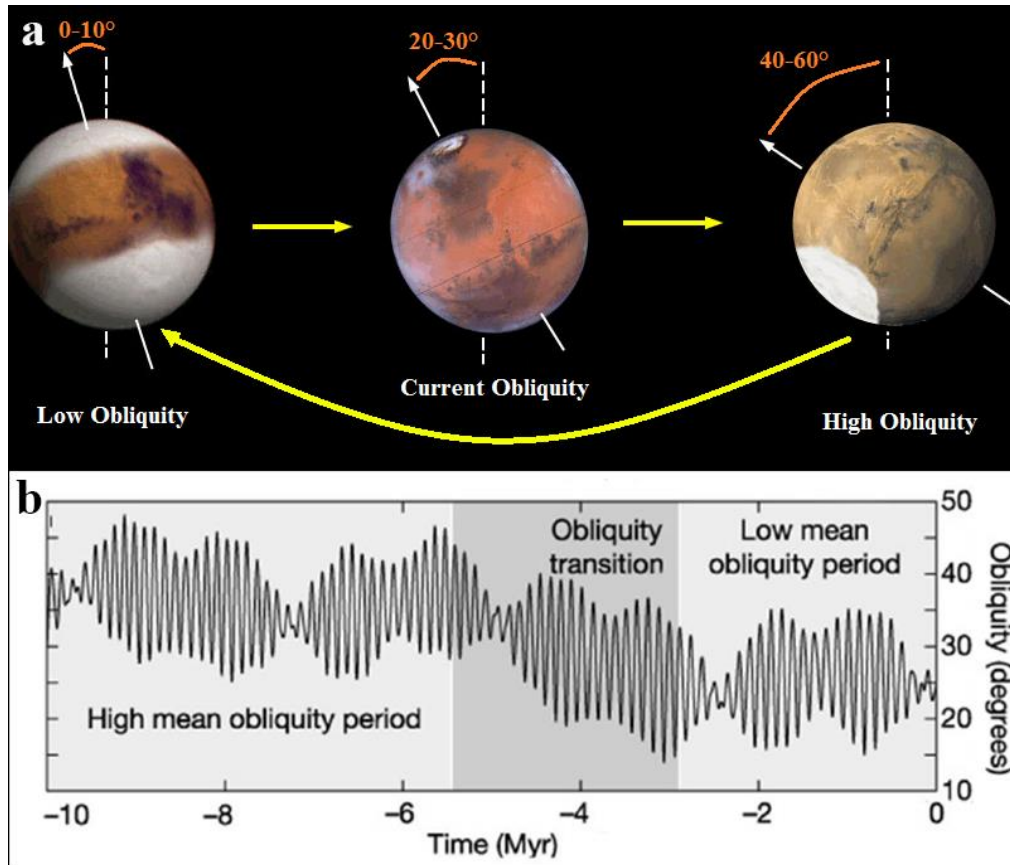 a
0-10°
20-30°
40-60°
Low Obliquity
Current Obliquity
High Obliquity
b
High mean obliquity period
Obliquity
transition
Low mean
obliquity period
50
40
30
20
10
Obliquity (degrees)
−10
−8
−6
−4
−2
0
Time (Myr)